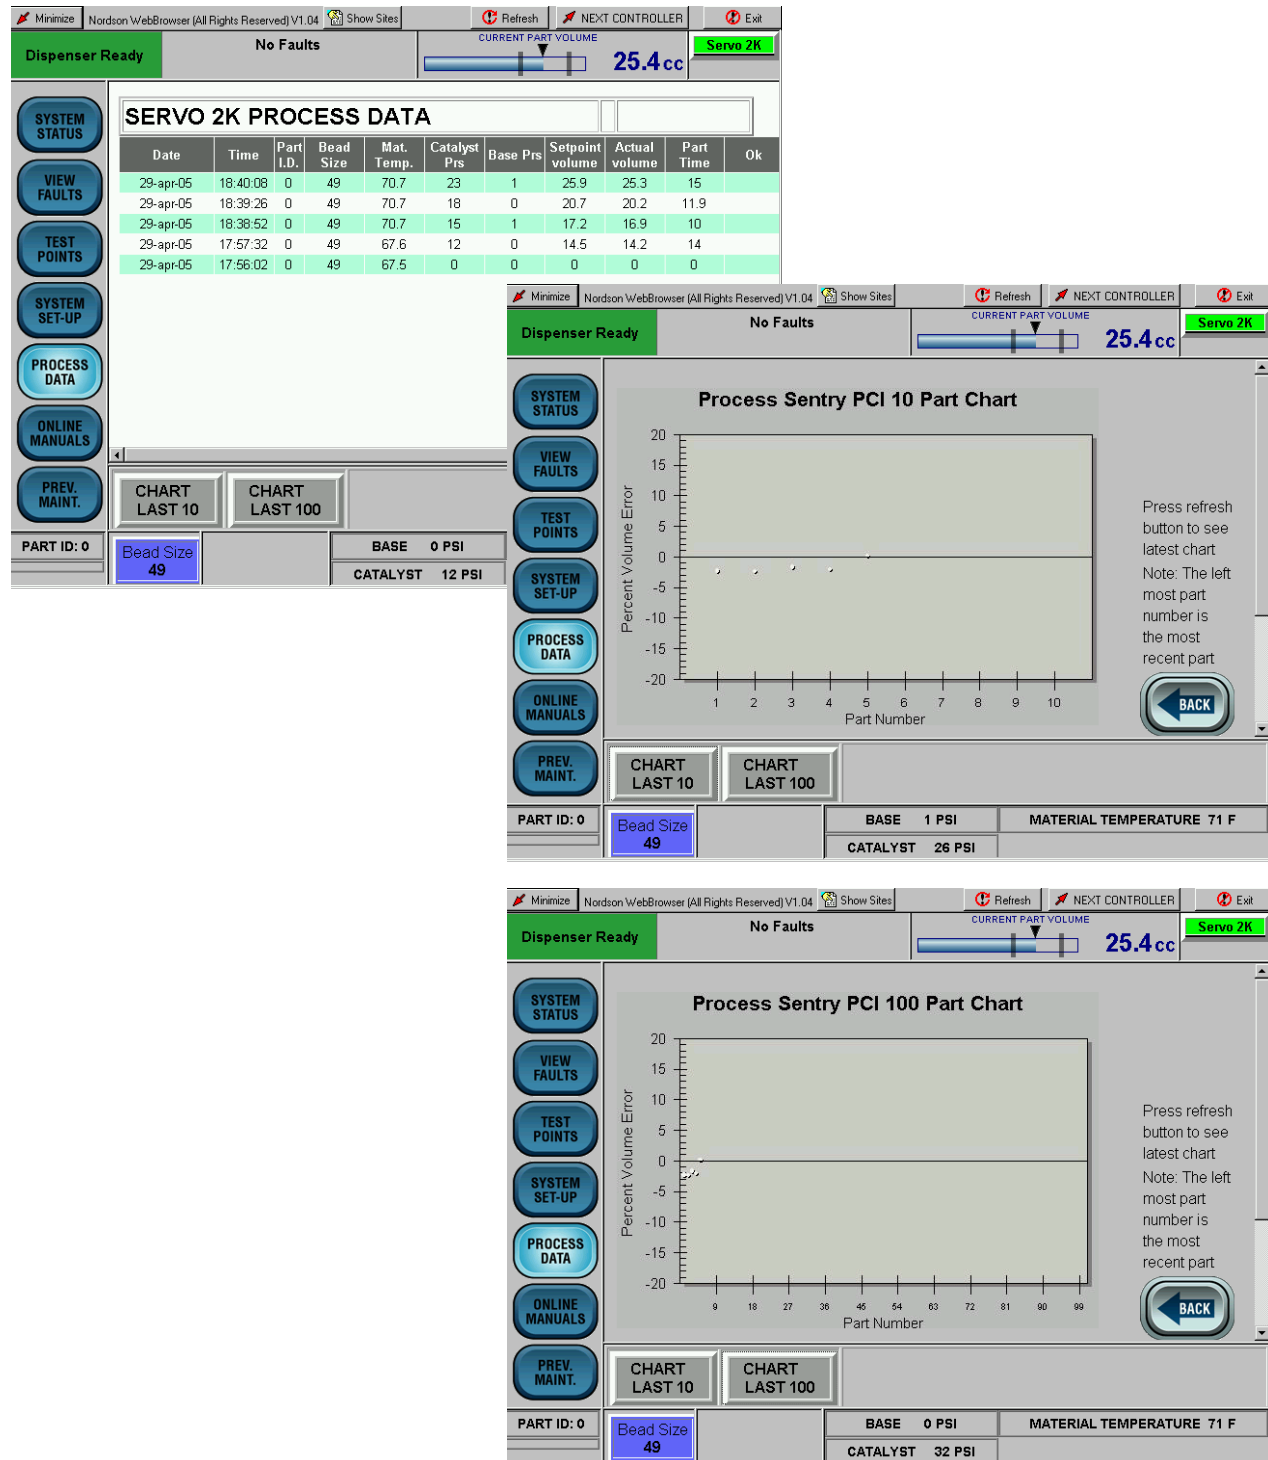 Minimize Nordson WebBrowser (All Rights Reserved) V1.04 Show Sites Refresh NEXT CONTROLLER Exit
Dispenser Ready
No Faults
CURRENT PART VOLUME
25.4 cc
Servo 2K
SYSTEM
STATUS
VIEW
FAULTS
TEST
POINTS
SYSTEM
SET-UP
PROCESS
DATA
ONLINE
MANUALS
PREV.
MAINT.
SERVO 2K PROCESS DATA
Date Time Part I.D. Bead Size Mat. Temp. Catalyst Prs Base Prs Setpoint volume Actual volume Part Time Ok
29-apr-05 18:40:08 0 49 70.7 23 1 25.9 25.3 15
29-apr-05 18:39:26 0 49 70.7 18 0 20.7 20.2 11.9
29-apr-05 18:38:52 0 49 70.7 15 1 17.2 16.9 10
29-apr-05 17:57:32 0 49 67.6 12 0 14.5 14.2 14
29-apr-05 17:56:02 0 49 67.5 0 0 0 0 0
CHART
LAST 10
CHART
LAST 100
PART ID: 0
Bead Size
49
BASE 0 PSI
CATALYST 12 PSI
Minimize Nordson WebBrowser (All Rights Reserved) V1.04 Show Sites Refresh NEXT CONTROLLER Exit
Dispenser Ready
No Faults
CURRENT PART VOLUME
25.4 cc
Servo 2K
SYSTEM
STATUS
VIEW
FAULTS
TEST
POINTS
SYSTEM
SET-UP
PROCESS
DATA
ONLINE
MANUALS
PREV.
MAINT.
Process Sentry PCI 10 Part Chart
Percent Volume Error
20
15
10
5
0
-5
-10
-15
-20
1 2 3 4 5 6 7 8 9 10
Part Number
Press refresh
button to see
latest chart
Note: The left
most part
number is
the most
recent part
BACK
CHART
LAST 10
CHART
LAST 100
PART ID: 0
Bead Size
49
BASE 1 PSI
CATALYST 26 PSI
MATERIAL TEMPERATURE 71 F
Minimize Nordson WebBrowser (All Rights Reserved) V1.04 Show Sites Refresh NEXT CONTROLLER Exit
Dispenser Ready
No Faults
CURRENT PART VOLUME
25.4 cc
Servo 2K
SYSTEM
STATUS
VIEW
FAULTS
TEST
POINTS
SYSTEM
SET-UP
PROCESS
DATA
ONLINE
MANUALS
PREV.
MAINT.
Process Sentry PCI 100 Part Chart
Percent Volume Error
20
15
10
5
0
-5
-10
-15
-20
9 18 27 36 45 54 63 72 81 90 99
Part Number
Press refresh
button to see
latest chart
Note: The left
most part
number is
the most
recent part
BACK
CHART
LAST 10
CHART
LAST 100
PART ID: 0
Bead Size
49
BASE 0 PSI
CATALYST 32 PSI
MATERIAL TEMPERATURE 71 F